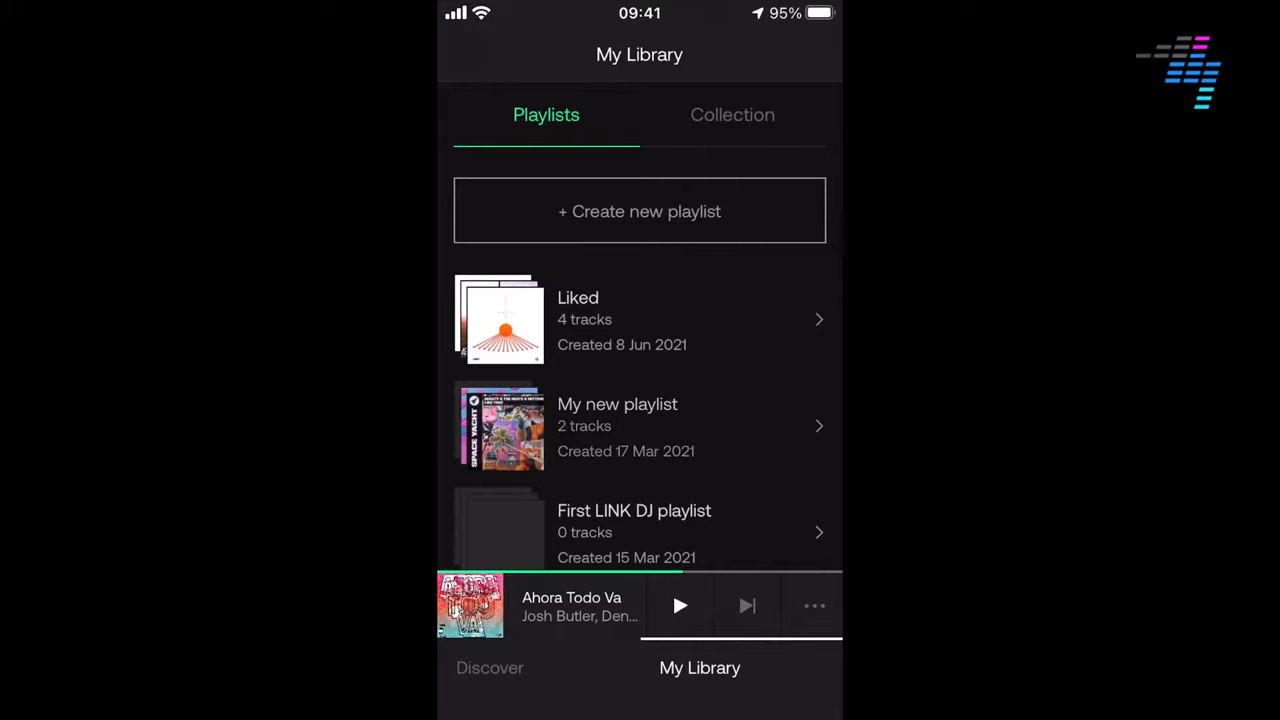 09:41
95%
My Library
Playlists
Collection
+ Create new playlist
Liked
4 tracks
Created 8 Jun 2021
SPACE YACHT
My new playlist
2 tracks
Created 17 Mar 2021
First LINK DJ playlist
0 tracks
Created 15 Mar 2021
Ahora Todo Va
Josh Butler, Den...
Discover
My Library